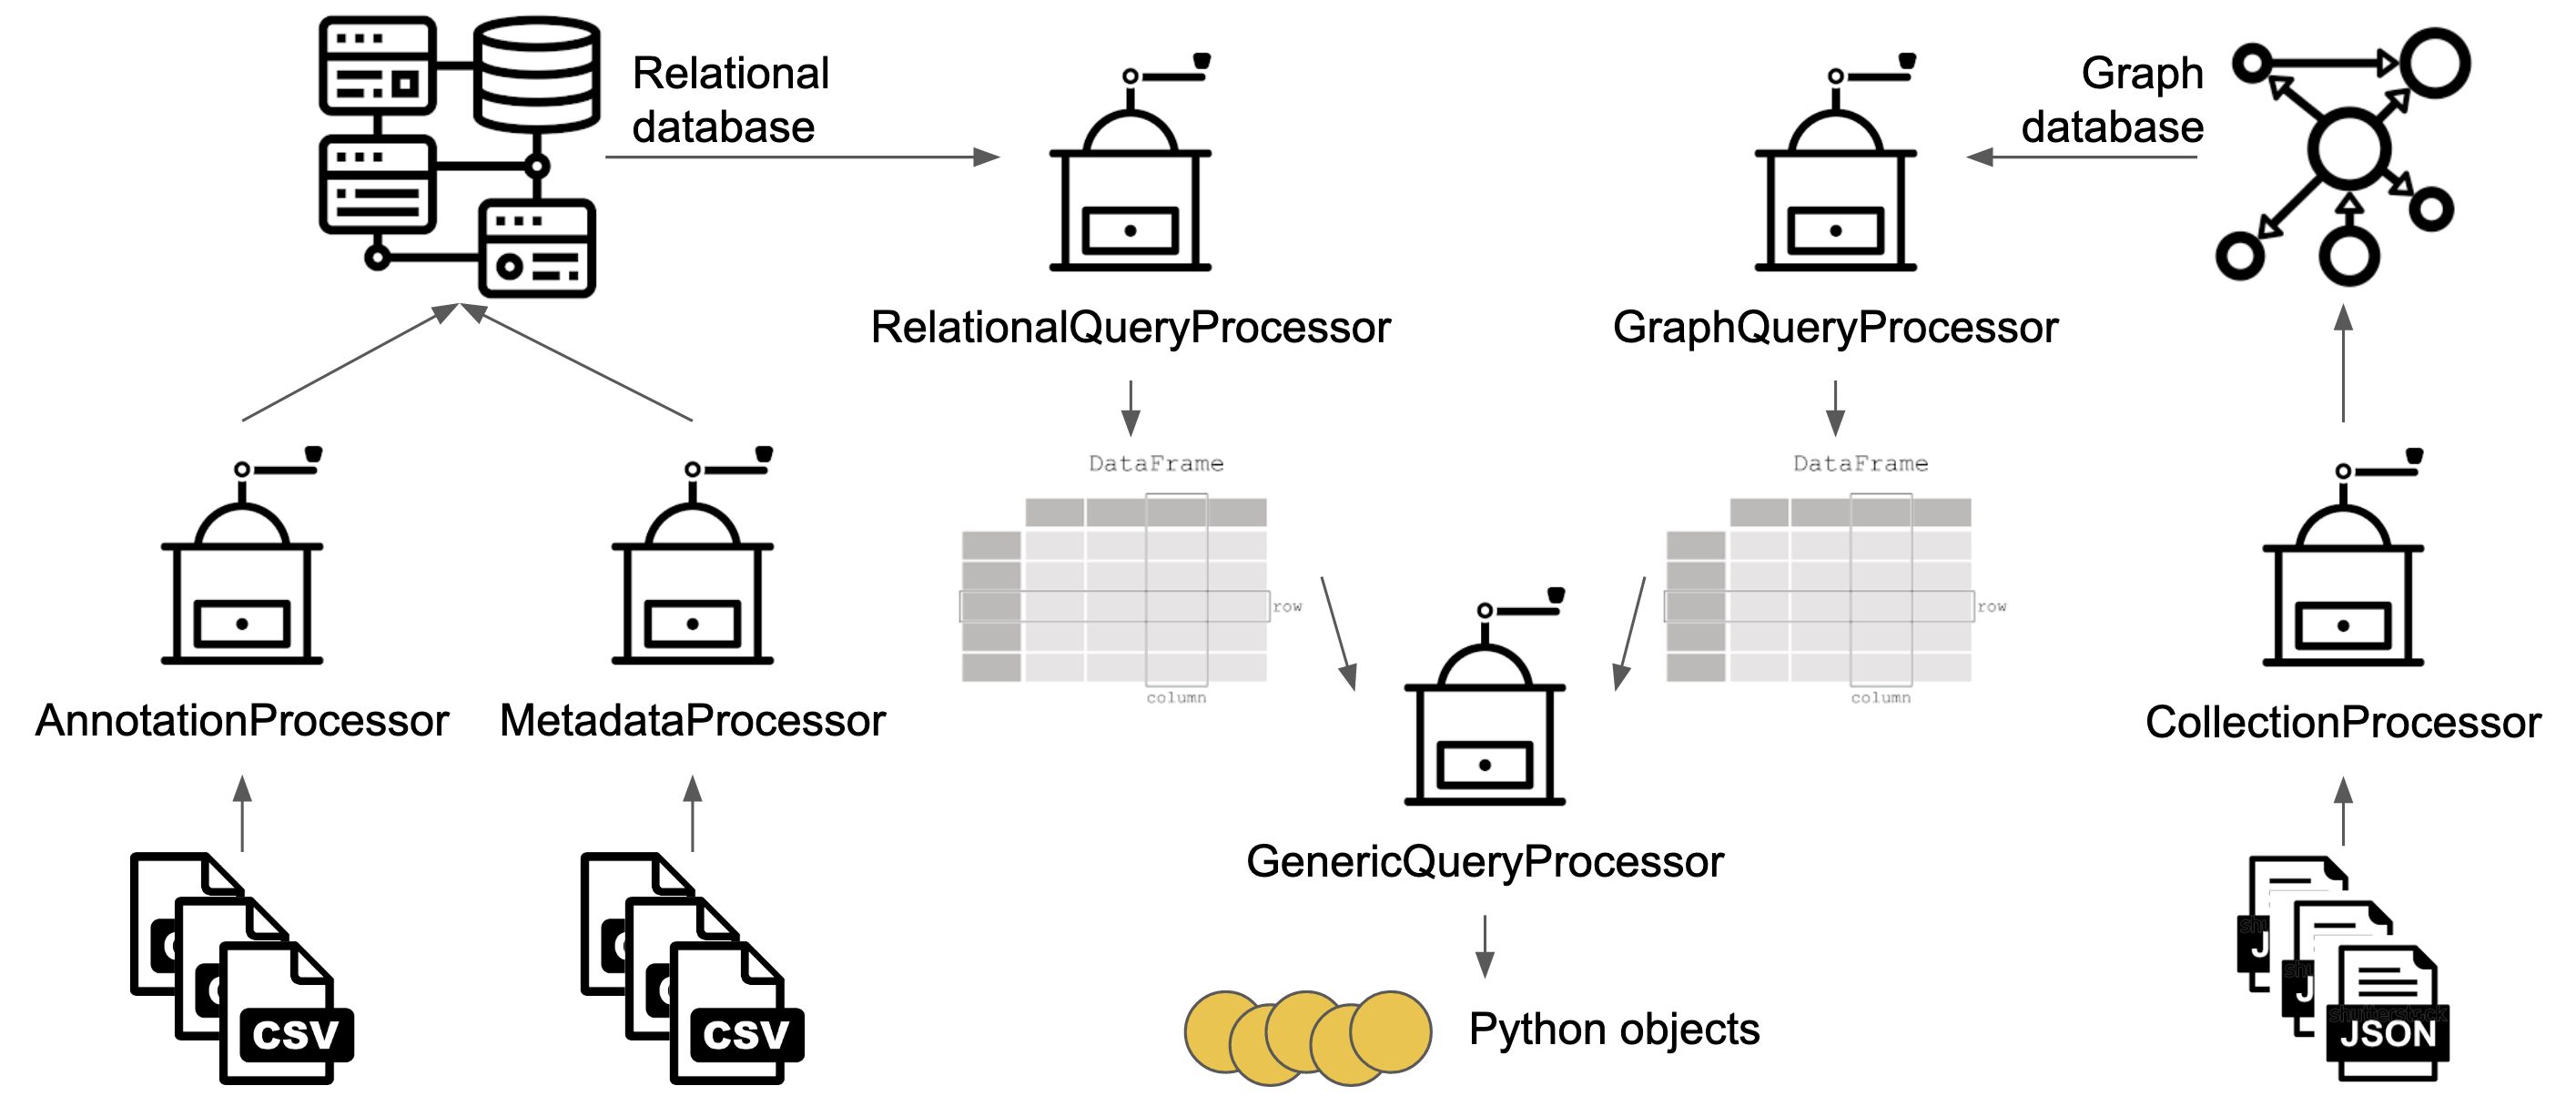 Relational
database
Graph
database
RelationalQueryProcessor
GraphQueryProcessor
DataFrame
DataFrame
row
row
column
column
AnnotationProcessor
MetadataProcessor
CollectionProcessor
GenericQueryProcessor
CSV
CSV
J
J
shutterstock
JSON
Python objects